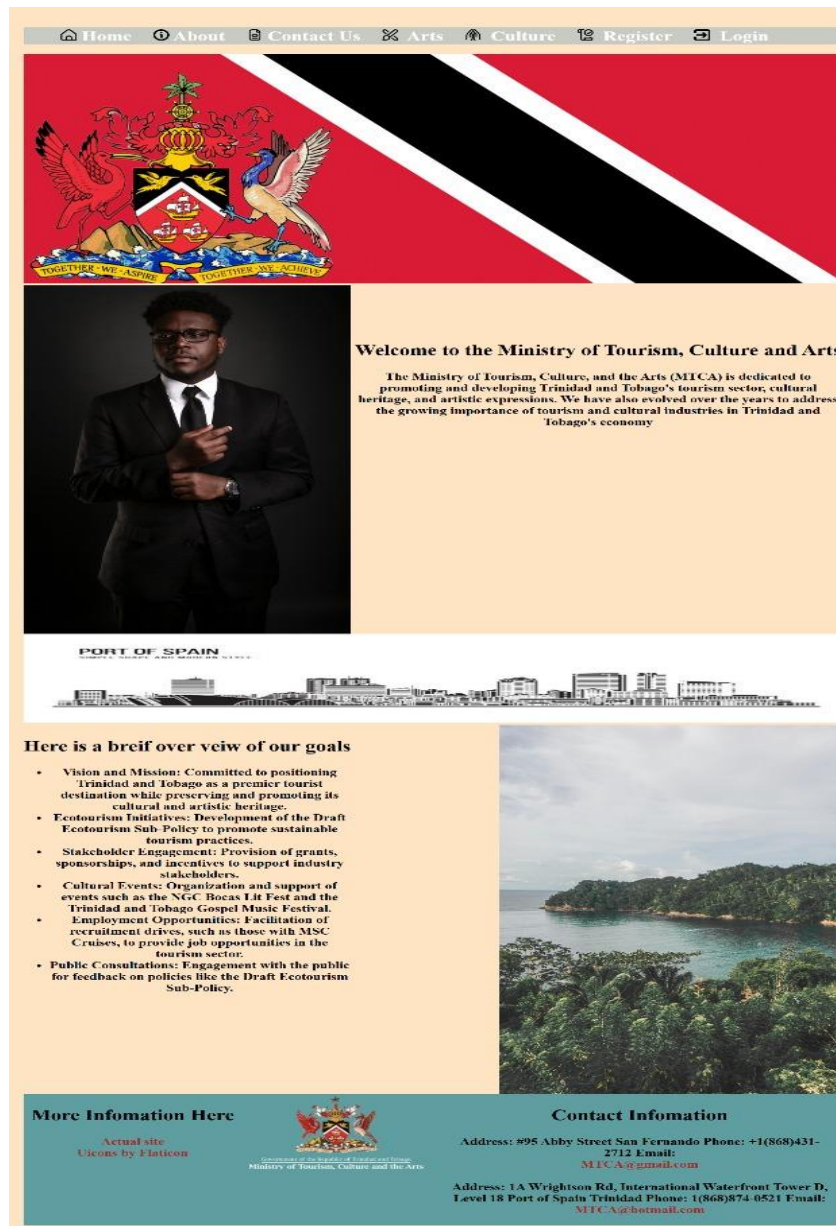 Home About Contact Us Arts Culture Register Login
TOGETHER WE ASPIRE TOGETHER WE ACHIEVE
Welcome to the Ministry of Tourism, Culture and Arts
The Ministry of Tourism, Culture, and the Arts (MTCA) is dedicated to
promoting and developing Trinidad and Tobago's tourism sector, cultural
heritage, and artistic expressions. We have also evolved over the years to address
the growing importance of tourism and cultural industries in Trinidad and
Tobago's economy
PORT OF SPAIN
Here is a breif over veiw of our goals
• Vision and Mission: Committed to positioning
Trinidad and Tobago as a premier tourist
destination while preserving and promoting its
cultural and artistic heritage.
• Ecotourism Initiatives: Development of the Draft
Ecotourism Sub-Policy to promote sustainable
tourism practices.
• Stakeholder Engagement: Provision of grants,
sponsorships, and incentives to support industry
stakeholders.
• Cultural Events: Organization and support of
events such as the NGC Bocas Lit Fest and the
Trinidad and Tobago Gospel Music Festival.
• Employment Opportunities: Facilitation of
recruitment drives, such as those with MSC
Cruises, to provide job opportunities in the
tourism sector.
• Public Consultations: Engagement with the public
for feedback on policies like the Draft Ecotourism
Sub-Policy.
More Infomation Here
Actual site
Uicons by Flaticon
Government of the Republic of Trinidad and Tobago
Ministry of Tourism, Culture and the Arts
Contact Infomation
Address: #95 Abby Street San Fernando Phone: +1(868)431-
2712 Email:
MTCA@gmail.com
Address: 1A Wrightson Rd, International Waterfront Tower D,
Level 18 Port of Spain Trinidad Phone: 1(868)874-0521 Email:
MTCA@hotmail.com